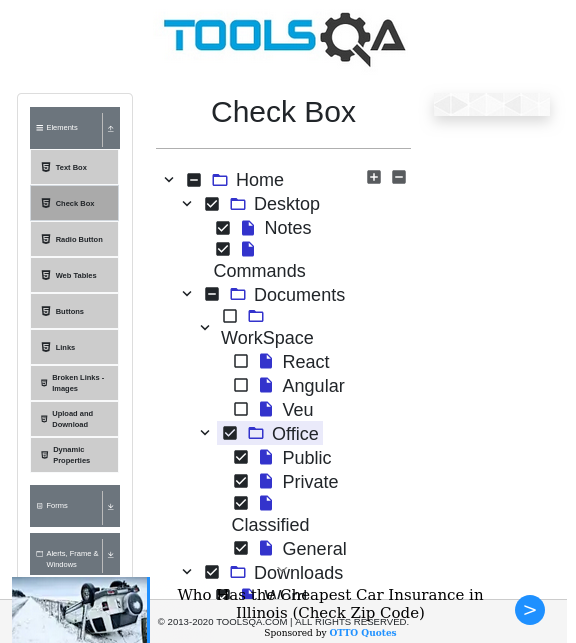 TOOLSQA
Elements
Text Box
Check Box
Radio Button
Web Tables
Buttons
Links
Broken Links -
Images
Upload and
Download
Dynamic
Properties
Forms
Alerts, Frame &
Windows
Check Box
Home
Desktop
Notes
Commands
Documents
WorkSpace
React
Angular
Veu
Office
Public
Private
Classified
General
Downloads
Who Has the Cheapest Car Insurance in
Illinois (Check Zip Code)
© 2013-2020 TOOLSQA.COM | ALL RIGHTS RESERVED.
Sponsored by OTTO Quotes